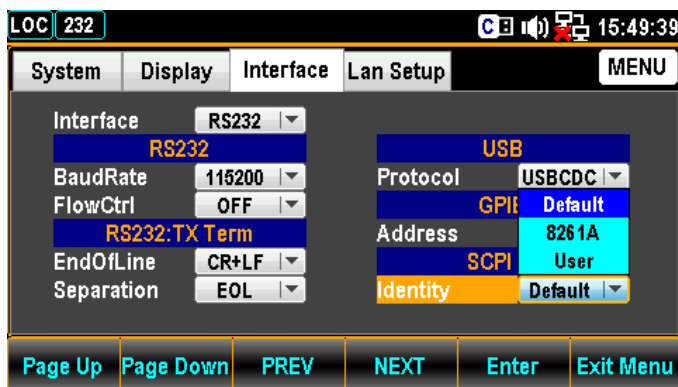 LOC 232 C 15:49:39
System Display Interface Lan Setup MENU
Interface RS232
RS232
BaudRate 115200
FlowCtrl OFF
RS232:TX Term
EndOfLine CR+LF
Separation EOL
USB
Protocol USBCDC
Default
8261A
User
Address
SCPI
Identity Default
Page Up Page Down PREV NEXT Enter Exit Menu